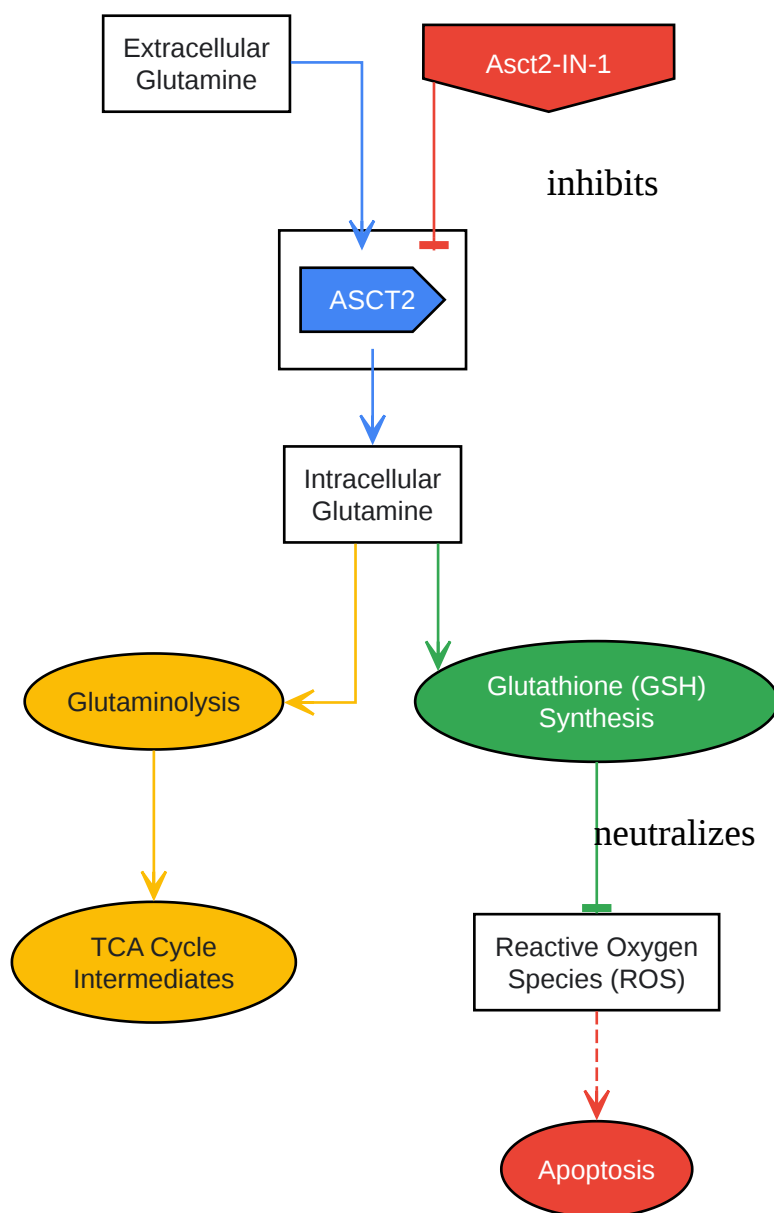 Extracellular
Glutamine
Asct2-IN-1
inhibits
ASCT2
Intracellular
Glutamine
Glutaminolysis
Glutathione (GSH)
Synthesis
neutralizes
TCA Cycle
Intermediates
Reactive Oxygen
Species (ROS)
Apoptosis